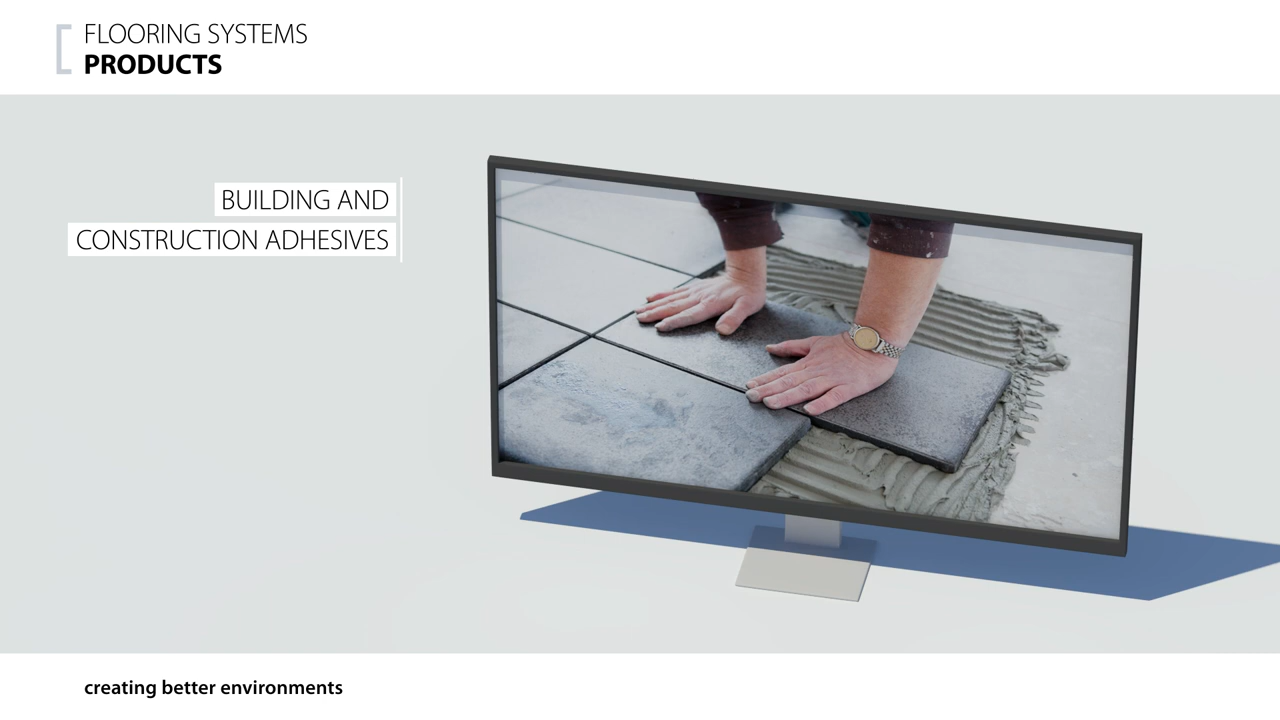 FLOORING SYSTEMS
PRODUCTS
BUILDING AND
CONSTRUCTION ADHESIVES
creating better environments